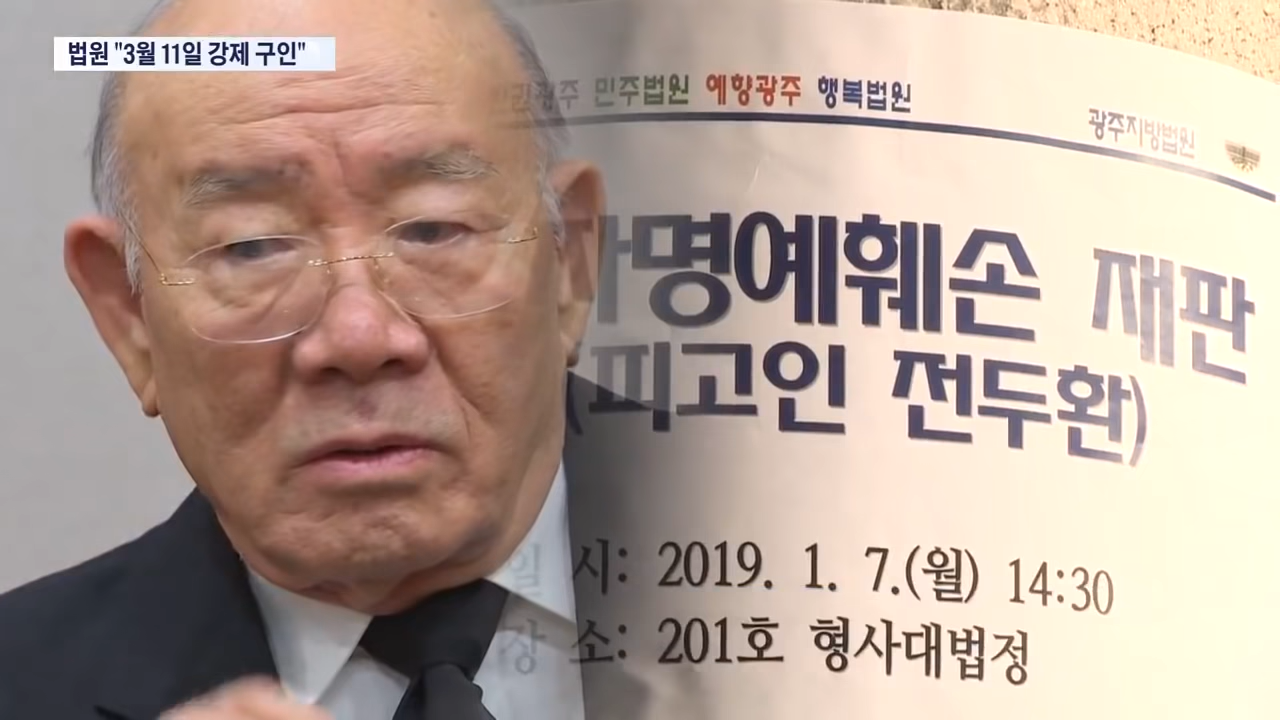 법원 "3월 11일 강제 구인"
민주법원 예향광주 행복법원
광주지방법원
명예훼손 재판
(피고인 전두환)
일 시: 2019. 1. 7.(월) 14:30
장 소: 201호 형사대법정